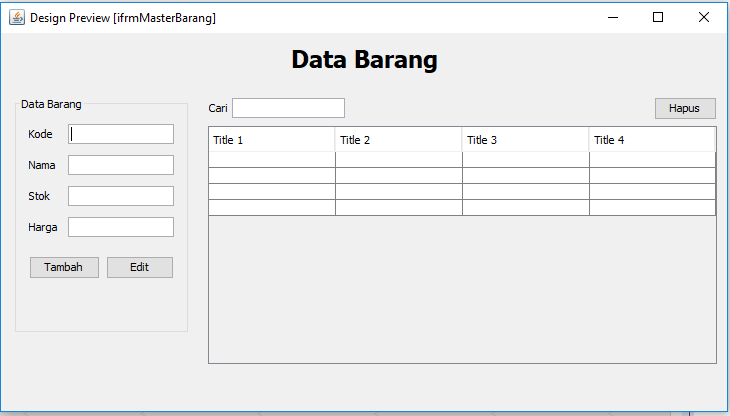 Design Preview [ifrmMasterBarang]
Data Barang
Data Barang
Kode
Nama
Stok
Harga
Tambah Edit
Cari Hapus
Title 1 Title 2 Title 3 Title 4